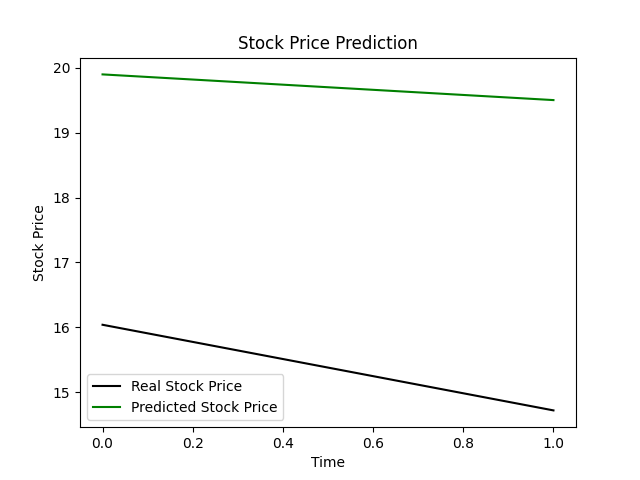 Stock Price Prediction
20
19
18
17
16
15
Stock Price
Real Stock Price
Predicted Stock Price
0.0 0.2 0.4 0.6 0.8 1.0
Time